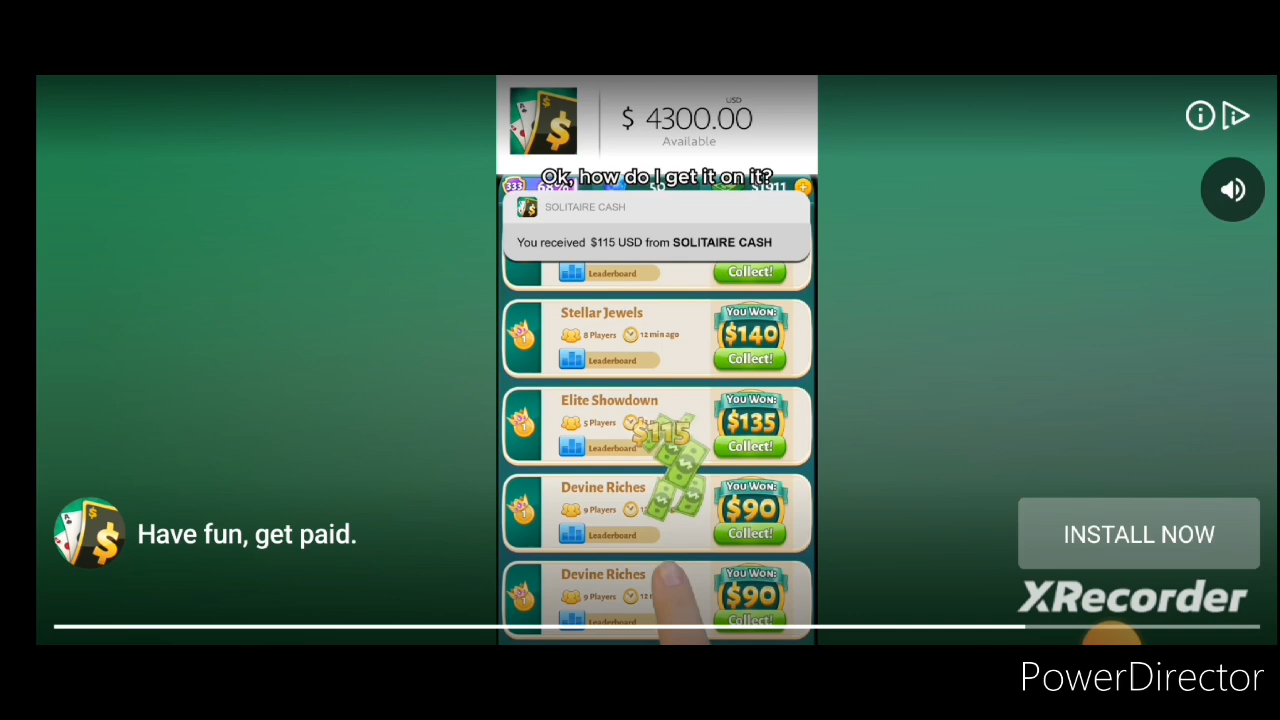 USD
$ 4300.00
Available
Ok, how do I get it on it?
333
SOLITAIRE CASH
You received $115 USD from SOLITAIRE CASH
Leaderboard
Collect!
Stellar Jewels
8 Players
12 min ago
Leaderboard
YOU WON:
$140
Collect!
Elite Showdown
5 Players
Leaderboard
$115
YOU WON:
$135
Collect!
Devine Riches
9 Players
Leaderboard
YOU WON:
$90
Collect!
Devine Riches
9 Players
Leaderboard
YOU WON:
$90
Collect!
Have fun, get paid.
INSTALL NOW
XRecorder
PowerDirector